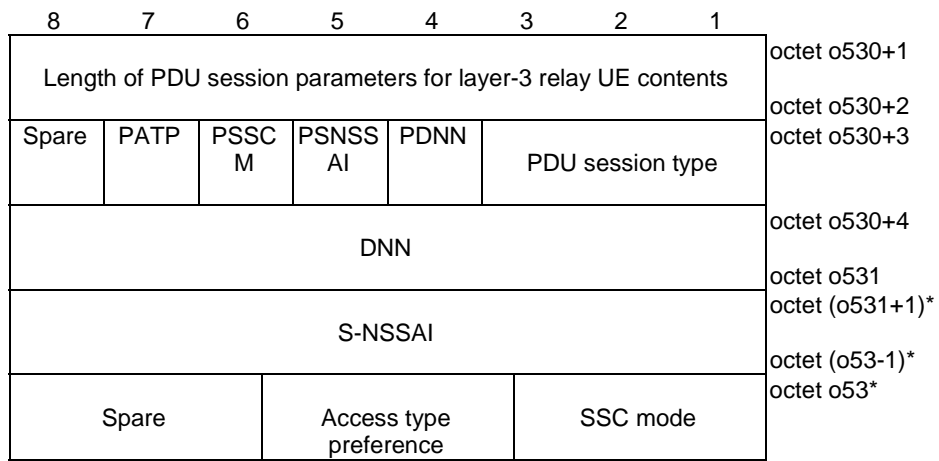 8 7 6 5 4 3 2 1
Length of PDU session parameters for layer-3 relay UE contents
octet o530+1
octet o530+2
Spare PATP PSSC PSNSS PDNN PDU session type octet o530+3
M AI
DNN
octet o530+4
octet o531
S-NSSAI
octet (o531+1)*
octet (o53-1)*
Spare Access type SSC mode octet o53*
preference